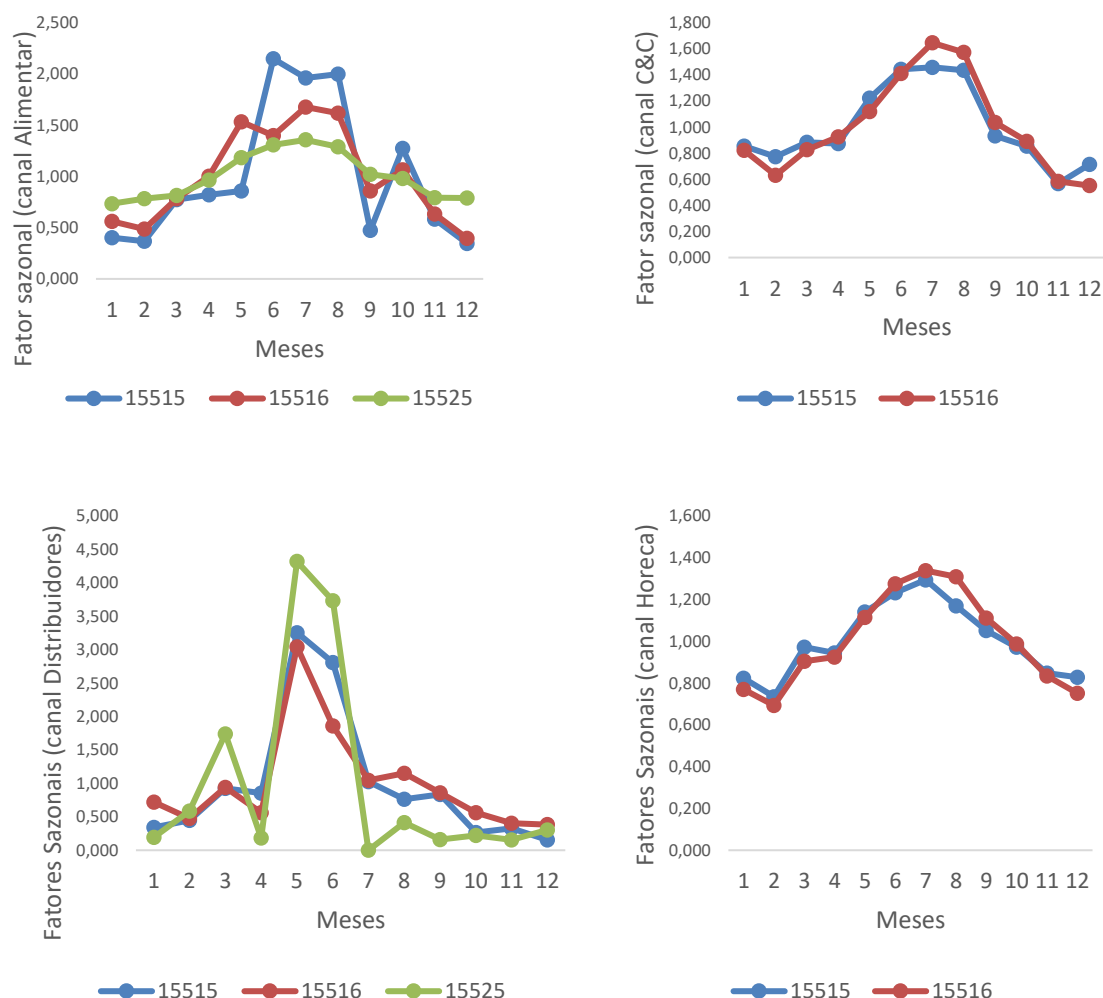 Fator sazonal (canal Alimentar)
2,500
2,000
1,500
1,000
0,500
0,000
1 2 3 4 5 6 7 8 9 10 11 12
Meses
15515 15516 15525
Fator sazonal (canal C&C)
1,800
1,600
1,400
1,200
1,000
0,800
0,600
0,400
0,200
0,000
1 2 3 4 5 6 7 8 9 10 11 12
Meses
15515 15516
Fatores Sazonais (canal Distribuidores)
5,000
4,500
4,000
3,500
3,000
2,500
2,000
1,500
1,000
0,500
0,000
1 2 3 4 5 6 7 8 9 10 11 12
Meses
15515 15516 15525
Fatores Sazonais (canal Horeca)
1,600
1,400
1,200
1,000
0,800
0,600
0,400
0,200
0,000
1 2 3 4 5 6 7 8 9 10 11 12
Meses
15515 15516